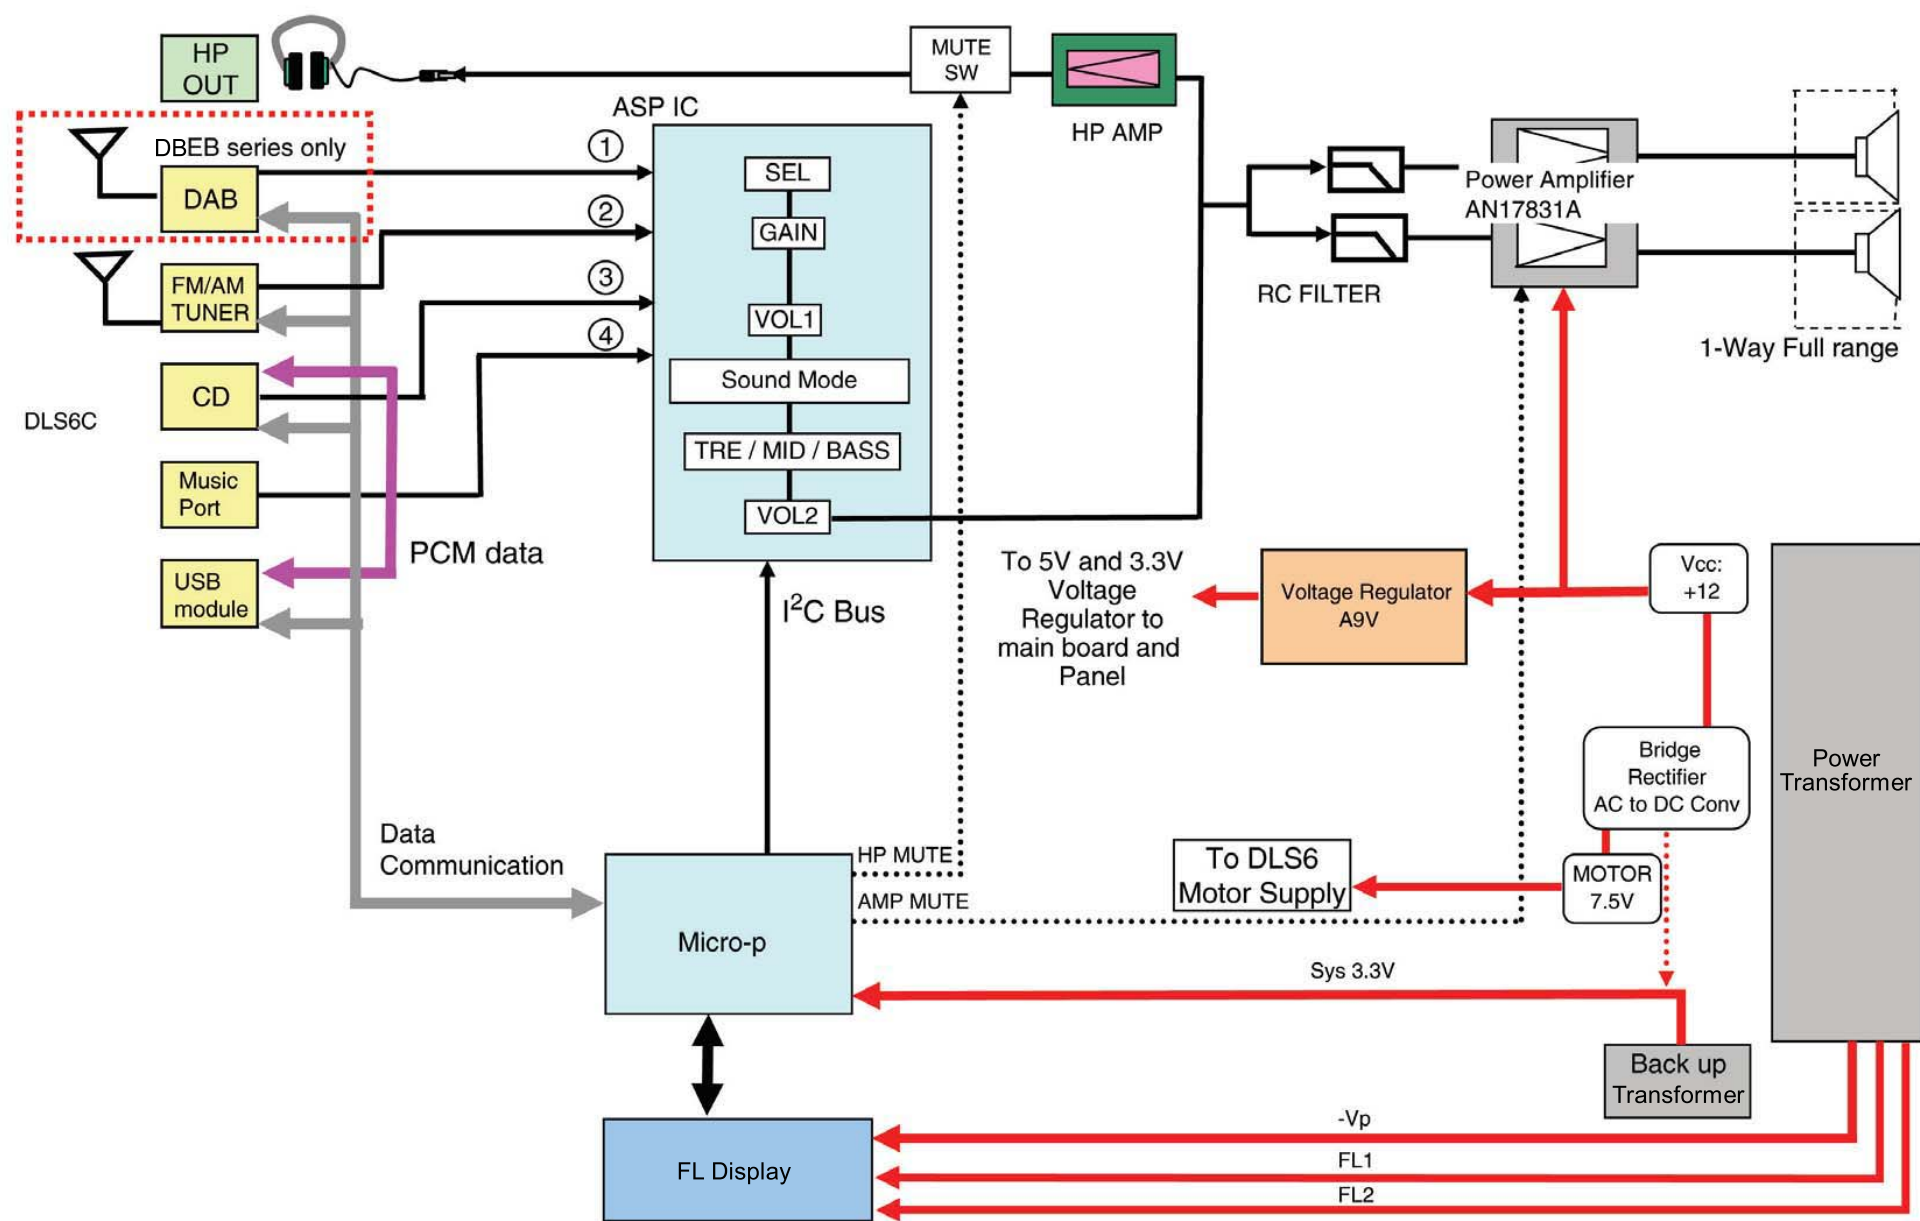 HP
OUT
MUTE
SW
HP AMP
ASP IC
DBEB series only
DAB
FM/AM
TUNER
CD
DLS6C
Music
Port
USB
module
PCM data
①
②
③
④
SEL
GAIN
VOL1
Sound Mode
TRE / MID / BASS
VOL2
I²C Bus
RC FILTER
Power Amplifier
AN17831A
1-Way Full range
To 5V and 3.3V
Voltage
Regulator to
main board and
Panel
Voltage Regulator
A9V
Vcc:
+12
Bridge
Rectifier
AC to DC Conv
Power
Transformer
MOTOR
7.5V
To DLS6
Motor Supply
Data
Communication
HP MUTE
AMP MUTE
Micro-p
Sys 3.3V
Back up
Transformer
-Vp
FL1
FL2
FL Display